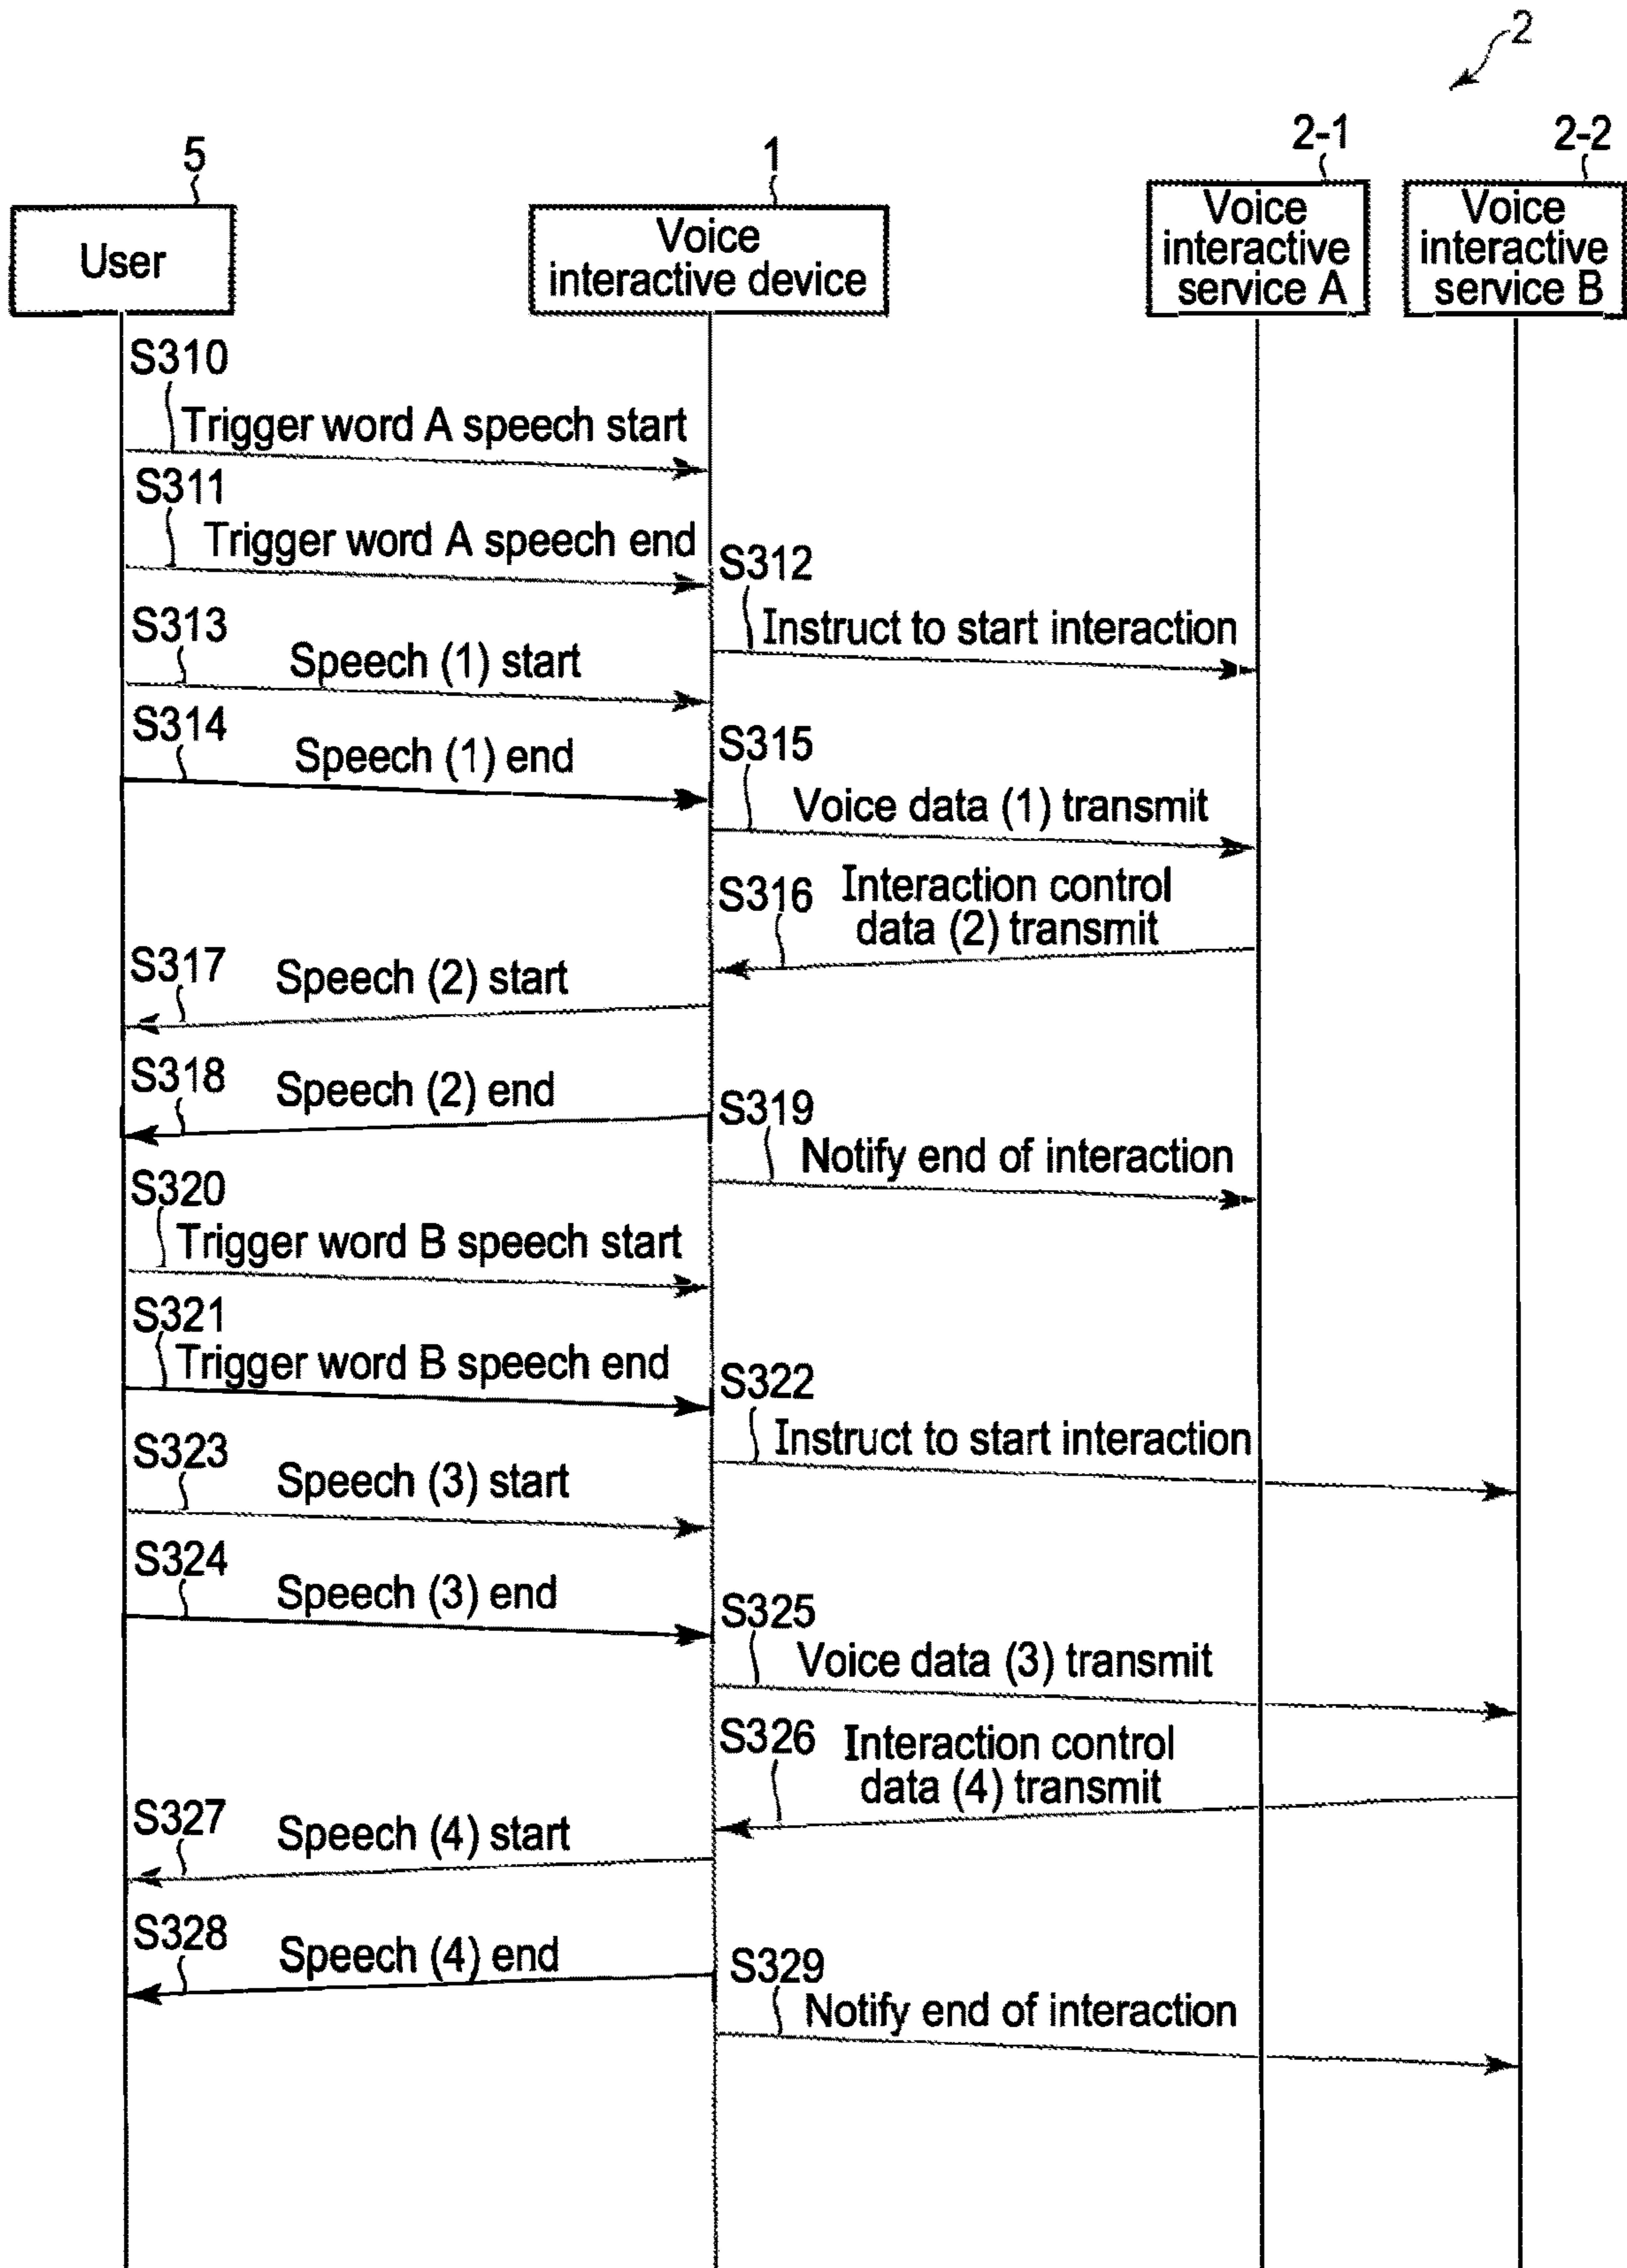 2
5
1
2-1
2-2
User
Voice
interactive device
Voice
interactive
service A
Voice
interactive
service B
S310
Trigger word A speech start
S311
Trigger word A speech end
S312
Instruct to start interaction
S313
Speech (1) start
S314
Speech (1) end
S315
Voice data (1) transmit
S316
Interaction control
data (2) transmit
S317
Speech (2) start
S318
Speech (2) end
S319
Notify end of interaction
S320
Trigger word B speech start
S321
Trigger word B speech end
S322
Instruct to start interaction
S323
Speech (3) start
S324
Speech (3) end
S325
Voice data (3) transmit
S326
Interaction control
data (4) transmit
S327
Speech (4) start
S328
Speech (4) end
S329
Notify end of interaction